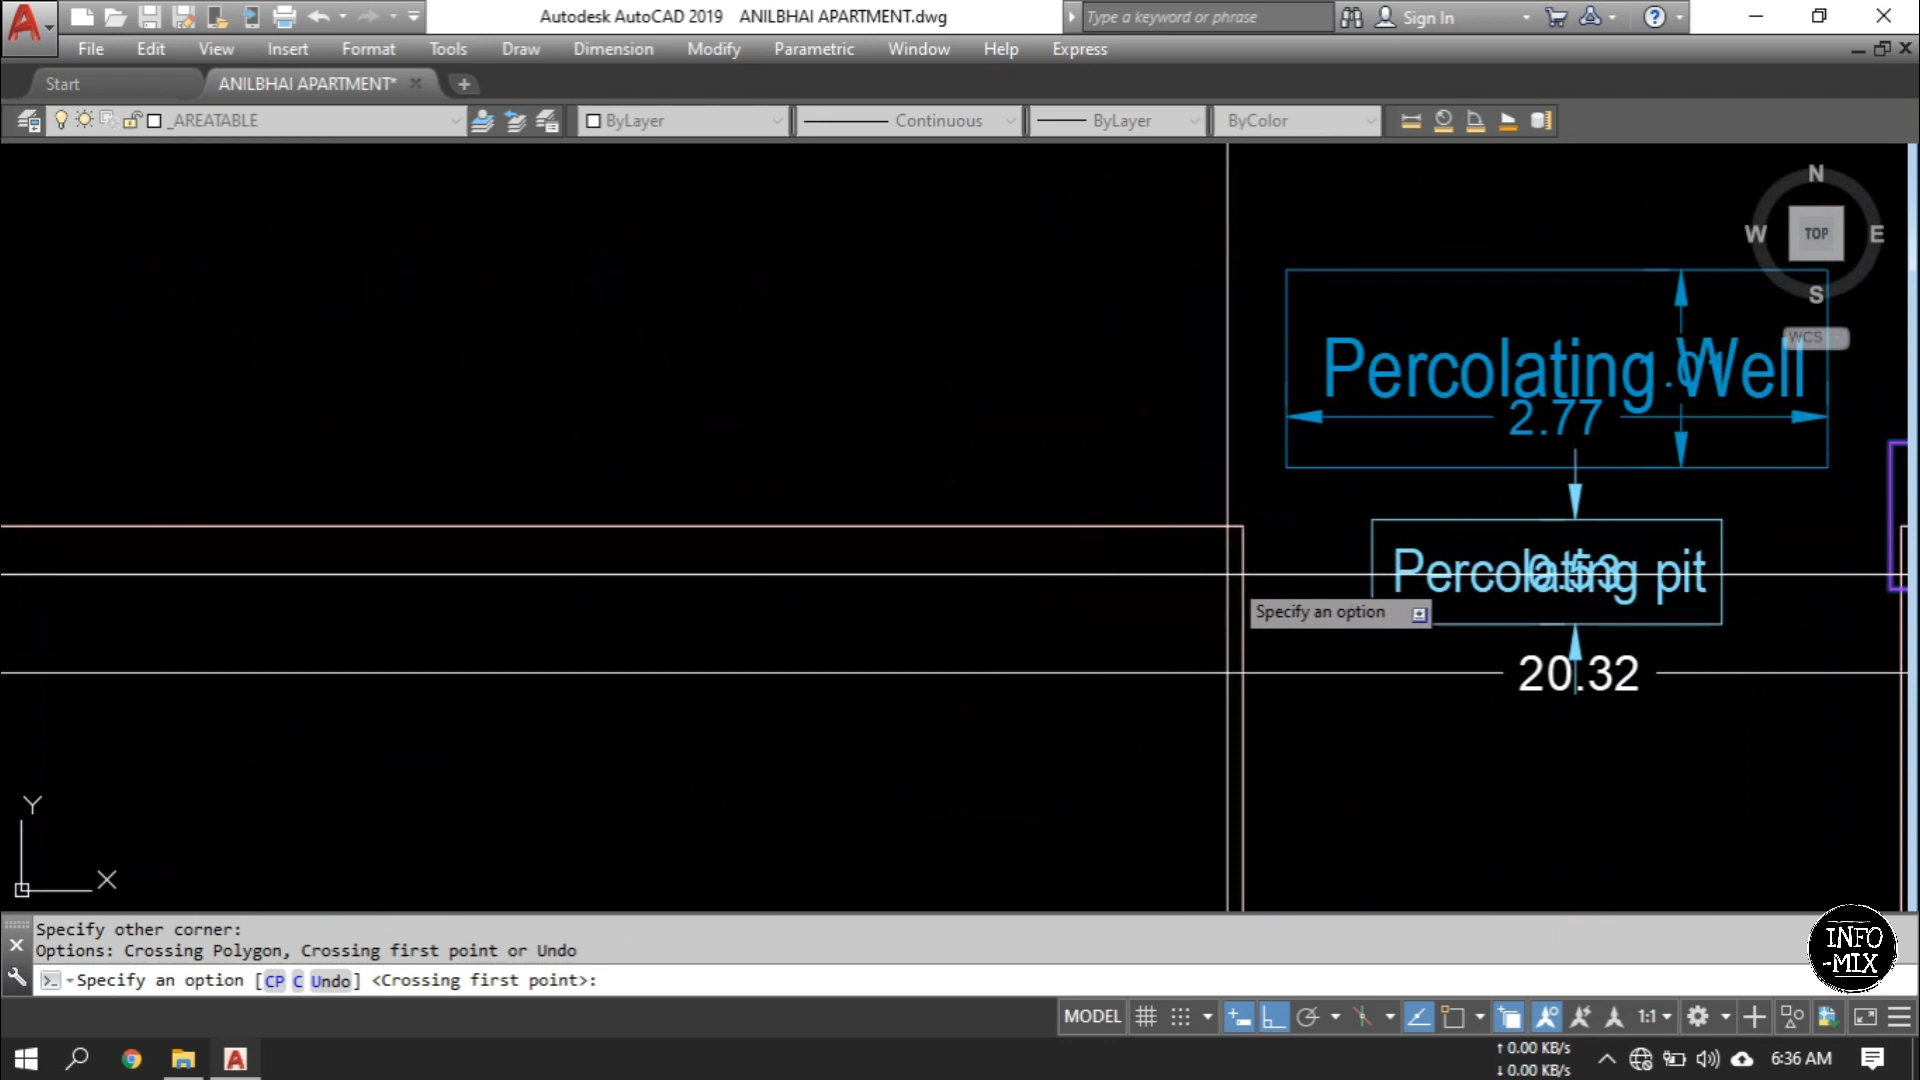 Autodesk AutoCAD 2019 ANILBHAI APARTMENT.dwg
Type a keyword or phrase
Sign In
File Edit View Insert Format Tools Draw Dimension Modify Parametric Window Help Express
Start
ANILBHAI APARTMENT*
_AREATABLE
ByLayer
Continuous
ByLayer
ByColor
N
W
TOP
E
S
WCS
Percolating Well
2.77
Percolating pit
Specify an option
20.32
Y
X
Specify other corner:
Options: Crossing Polygon, Crossing first point or Undo
Specify an option [CP C Undo] <Crossing first point>:
INFO
-MIX
MODEL
1:1
↑ 0.00 KB/s
↓ 0.00 KB/s
6:36 AM